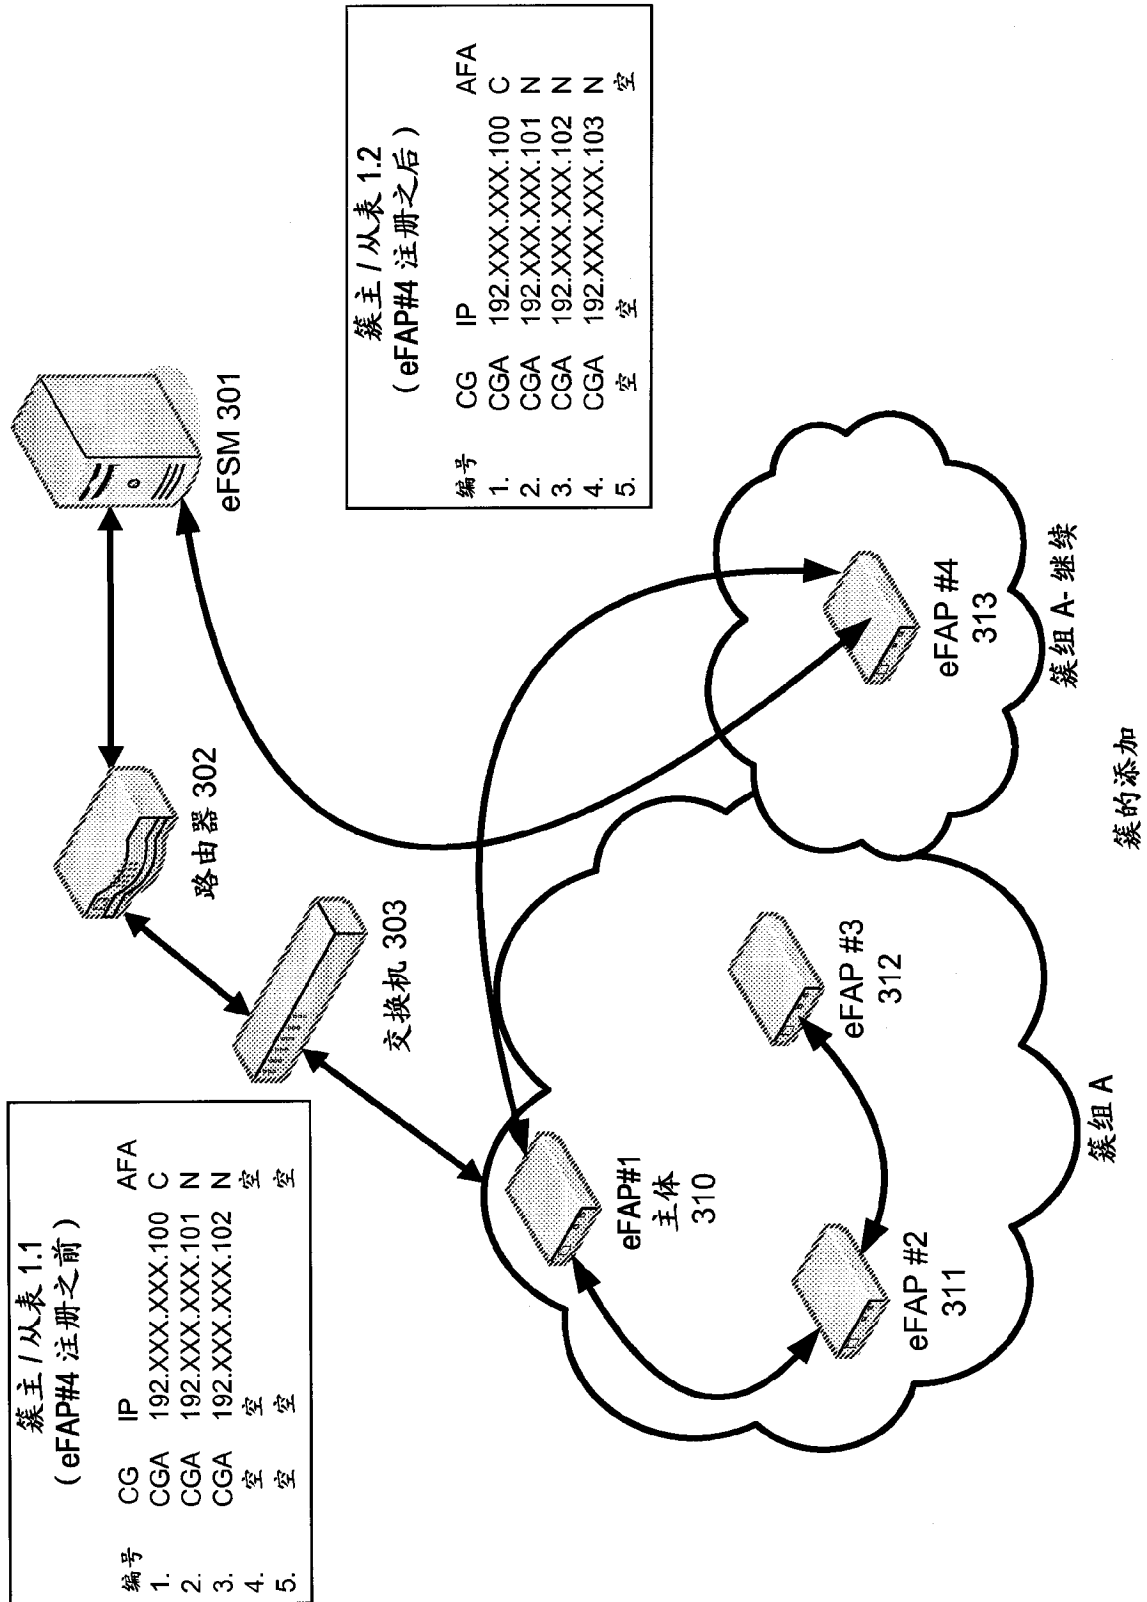 簇主 / 从表 1.1
( eFAP#4 注册之前 )
编号 CG IP AFA
1. CGA 192.XXX.XXX.100 C
2. CGA 192.XXX.XXX.101 N
3. CGA 192.XXX.XXX.102 N
4. 空 空 空
5. 空 空 空
eFSM 301
路由器 302
交换机 303
簇主 / 从表 1.2
( eFAP#4 注册之后 )
编号 CG IP AFA
1. CGA 192.XXX.XXX.100 C
2. CGA 192.XXX.XXX.101 N
3. CGA 192.XXX.XXX.102 N
4. CGA 192.XXX.XXX.103 N
5. 空 空 空
eFAP#1
主体
310
eFAP #2
311
eFAP #3
312
eFAP #4
313
簇组 A
簇组 A- 继续
簇的添加